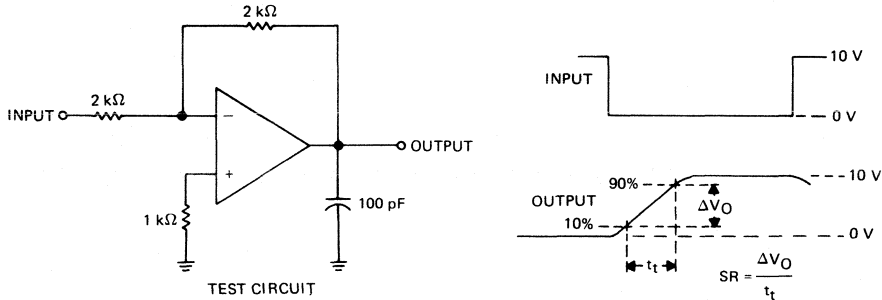 2 kΩ
2 kΩ
INPUT
−
+
OUTPUT
1 kΩ
100 pF
TEST CIRCUIT
INPUT
10 V
0 V
OUTPUT
90%
10%
ΔVO
10 V
0 V
tt
SR = ΔVO
tt